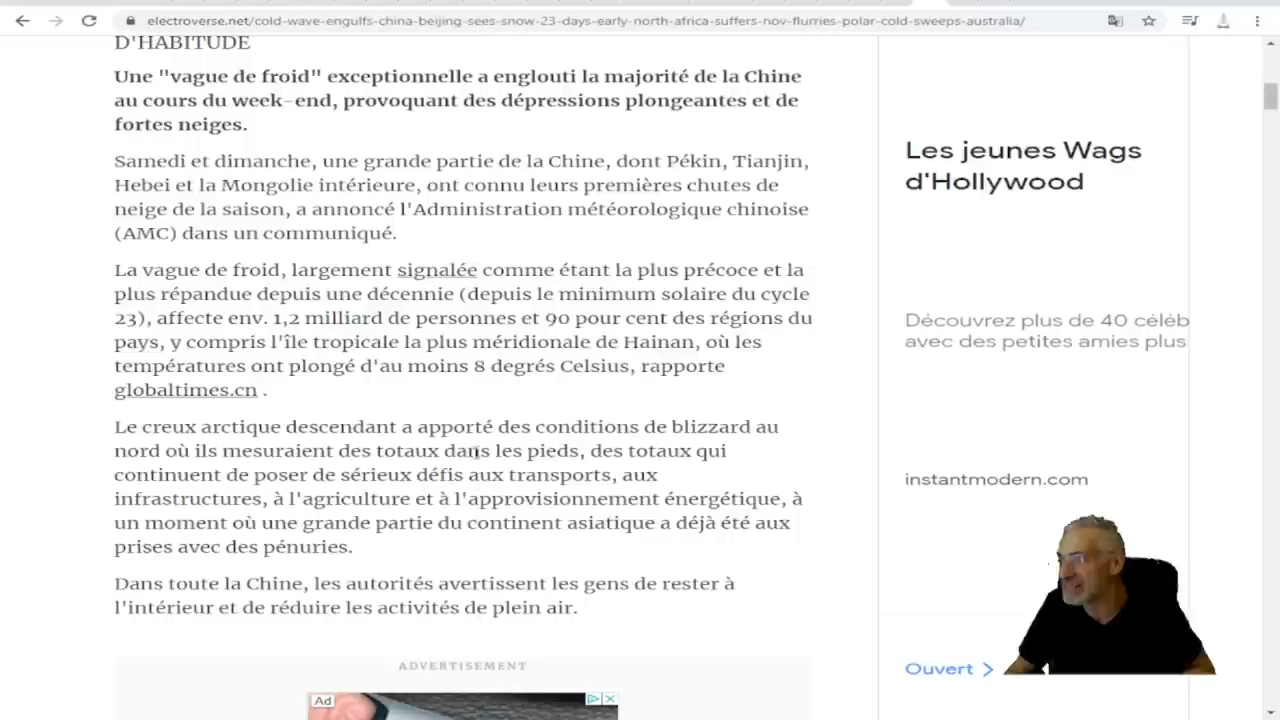 electroverse.net/cold-wave-engulfs-china-beijing-sees-snow-23-days-early-north-africa-suffers-nov-flurries-polar-cold-sweeps-australia/
D'HABITUDE
Une "vague de froid" exceptionnelle a englouti la majorité de la Chine
au cours du week-end, provoquant des dépressions plongeantes et de
fortes neiges.
Samedi et dimanche, une grande partie de la Chine, dont Pékin, Tianjin,
Hebei et la Mongolie intérieure, ont connu leurs premières chutes de
neige de la saison, a annoncé l'Administration météorologique chinoise
(AMC) dans un communiqué.
La vague de froid, largement signalée comme étant la plus précoce et la
plus répandue depuis une décennie (depuis le minimum solaire du cycle
23), affecte env. 1,2 milliard de personnes et 90 pour cent des régions du
pays, y compris l'île tropicale la plus méridionale de Hainan, où les
températures ont plongé d'au moins 8 degrés Celsius, rapporte
globaltimes.cn .
Le creux arctique descendant a apporté des conditions de blizzard au
nord où ils mesuraient des totaux dans les pieds, des totaux qui
continuent de poser de sérieux défis aux transports, aux
infrastructures, à l'agriculture et à l'approvisionnement énergétique, à
un moment où une grande partie du continent asiatique a déjà été aux
prises avec des pénuries.
Dans toute la Chine, les autorités avertissent les gens de rester à
l'intérieur et de réduire les activités de plein air.
ADVERTISEMENT
Ad
Les jeunes Wags
d'Hollywood
Découvrez plus de 40 céléb
avec des petites amies plus
instantmodern.com
Ouvert